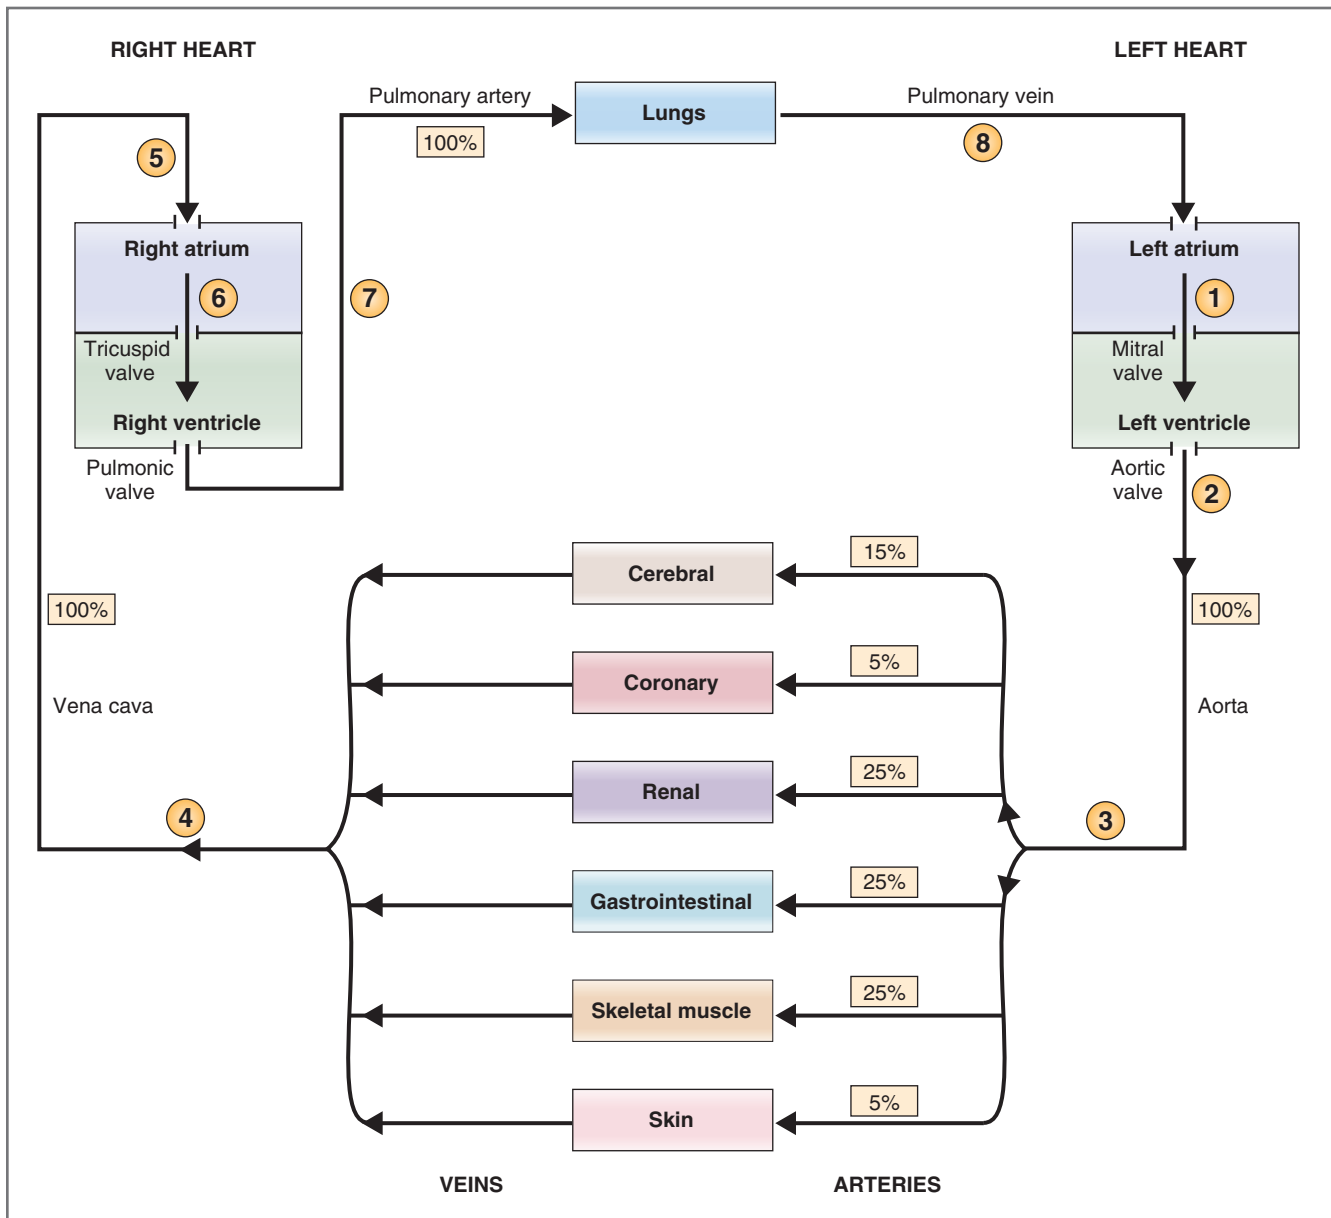 RIGHT HEART
LEFT HEART
Pulmonary artery
Lungs
Pulmonary vein
100%
5
8
Right atrium
Left atrium
6
7
1
Tricuspid
valve
Mitral
valve
Right ventricle
Left ventricle
Pulmonic
valve
Aortic
valve
2
15%
Cerebral
100%
100%
5%
Coronary
Vena cava
Aorta
25%
Renal
4
3
25%
Gastrointestinal
25%
Skeletal muscle
5%
Skin
VEINS
ARTERIES